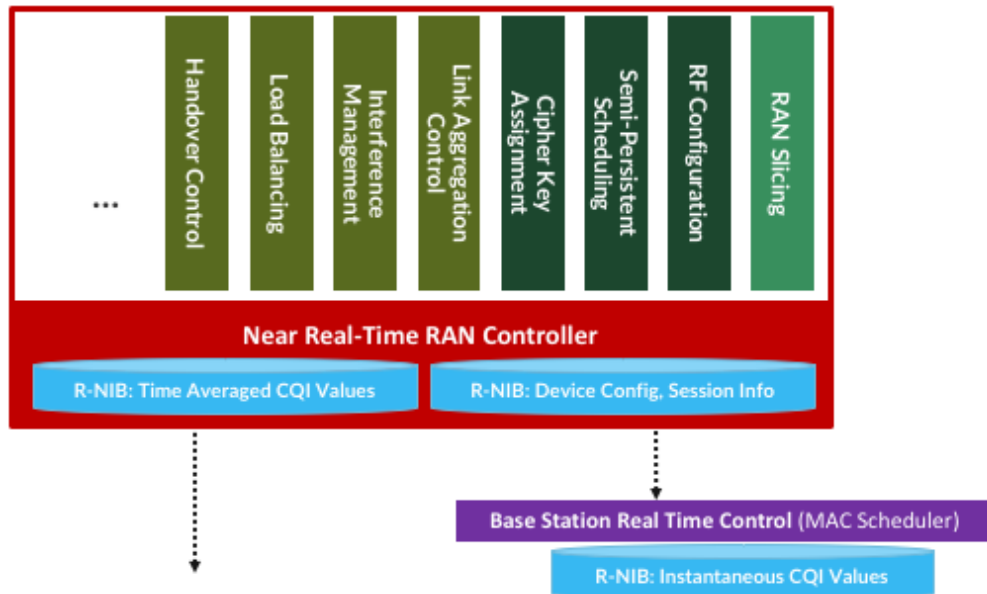 ...
Handover Control
Load Balancing
Interference
Management
Link Aggregation
Control
Cipher Key
Assignment
Semi-Persistent
Scheduling
RF Configuration
RAN Slicing
Near Real-Time RAN Controller
R-NIB: Time Averaged CQI Values
R-NIB: Device Config, Session Info
Base Station Real Time Control (MAC Scheduler)
R-NIB: Instantaneous CQI Values